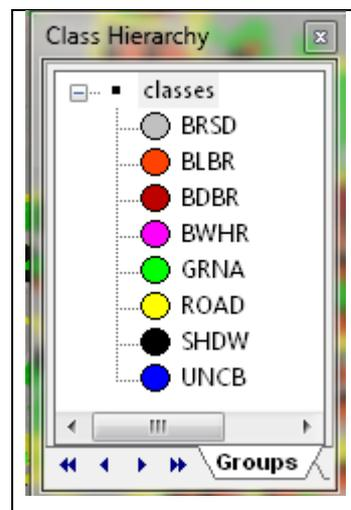 Class Hierarchy
classes
BRSD
BLBR
BDBR
BWHR
GRNA
ROAD
SHDW
UNCB
Groups